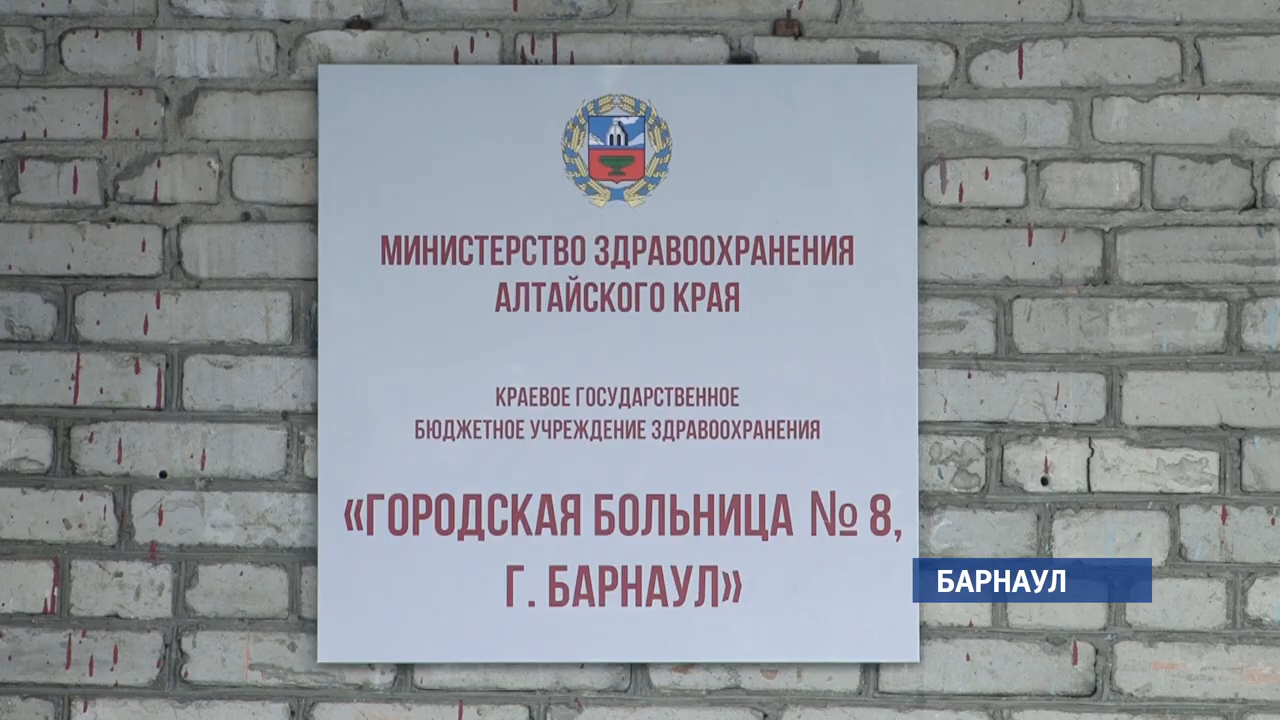 МИНИСТЕРСТВО ЗДРАВООХРАНЕНИЯ
АЛТАЙСКОГО КРАЯ
КРАЕВОЕ ГОСУДАРСТВЕННОЕ
БЮДЖЕТНОЕ УЧРЕЖДЕНИЕ ЗДРАВООХРАНЕНИЯ
«ГОРОДСКАЯ БОЛЬНИЦА № 8,
Г. БАРНАУЛ»
БАРНАУЛ